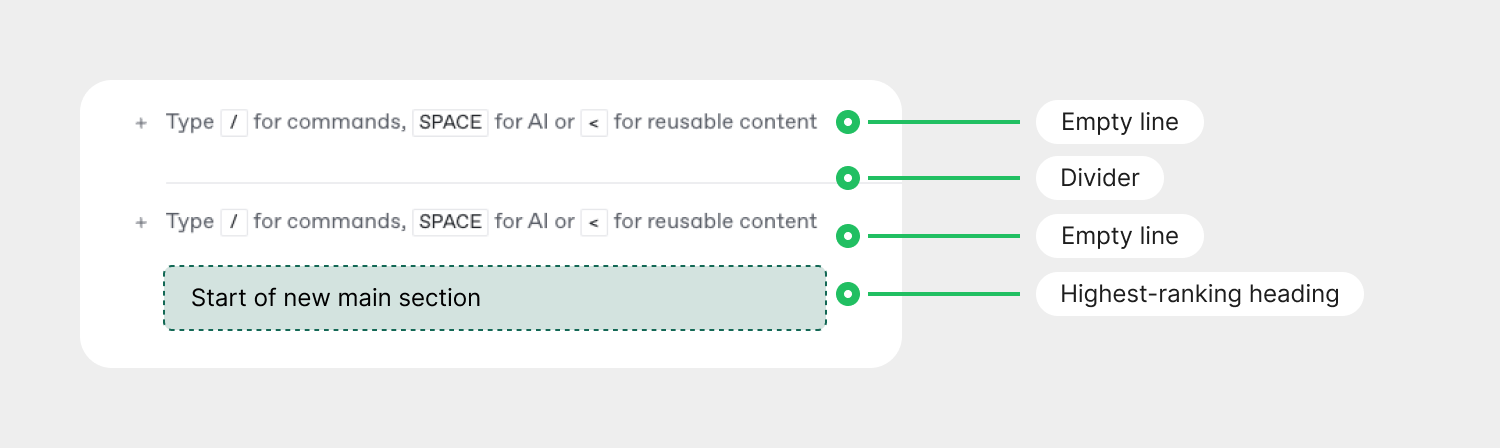 + Type / for commands, SPACE for AI or < for reusable content
Empty line
Divider
+ Type / for commands, SPACE for AI or < for reusable content
Empty line
Start of new main section
Highest-ranking heading